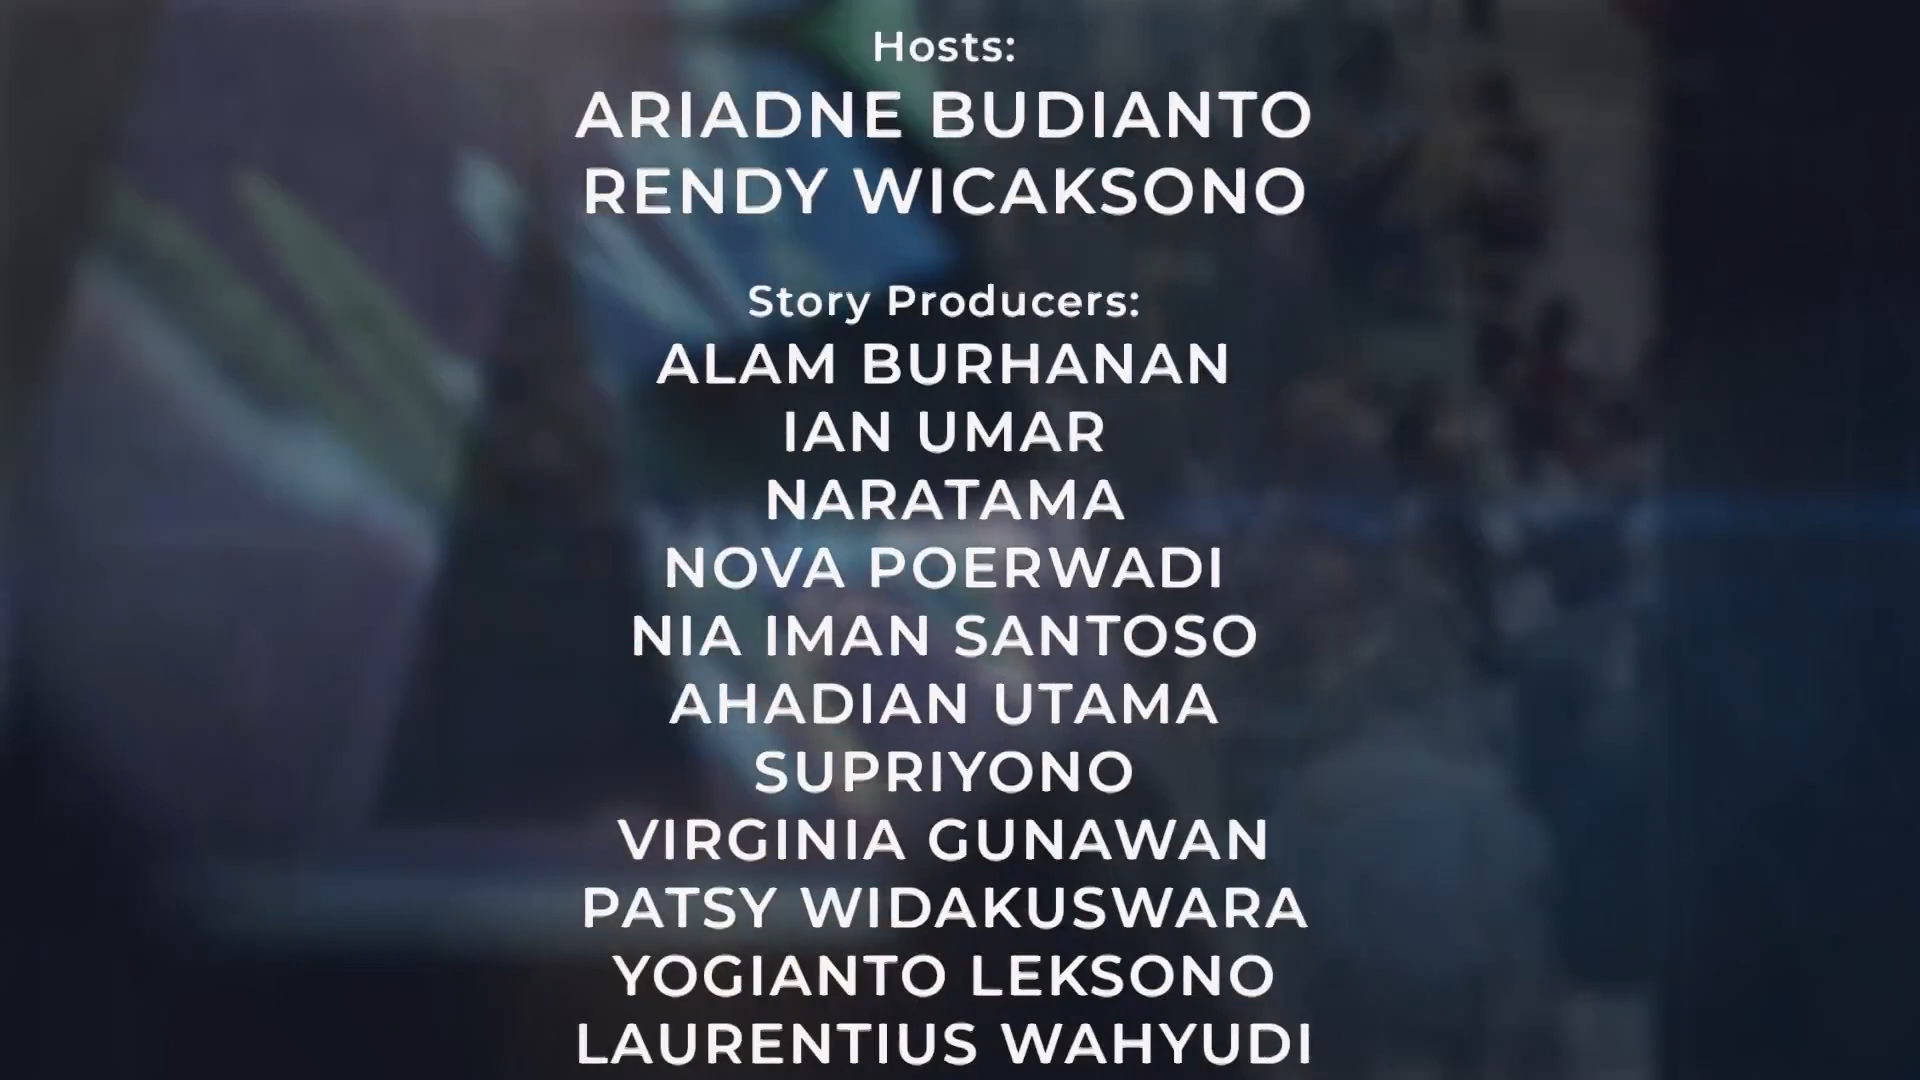 Hosts:
ARIADNE BUDIANTO
RENDY WICAKSONO
Story Producers:
ALAM BURHANAN
IAN UMAR
NARATAMA
NOVA POERWADI
NIA IMAN SANTOSO
AHADIAN UTAMA
SUPRIYONO
VIRGINIA GUNAWAN
PATSY WIDAKUSWARA
YOGIANTO LEKSONO
LAURENTIUS WAHYUDI